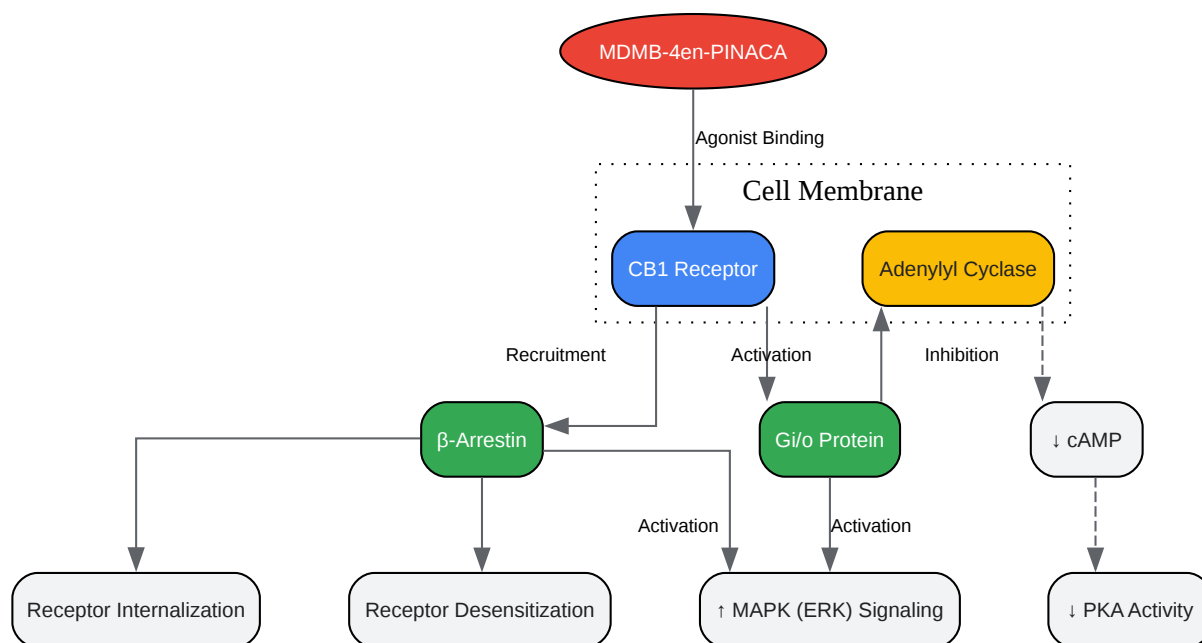 MDMB-4en-PINACA
Agonist Binding
Cell Membrane
CB1 Receptor
Adenylyl Cyclase
Recruitment
Activation
Inhibition
β-Arrestin
Gi/o Protein
↓ cAMP
Activation
Activation
Receptor Internalization
Receptor Desensitization
↑ MAPK (ERK) Signaling
↓ PKA Activity